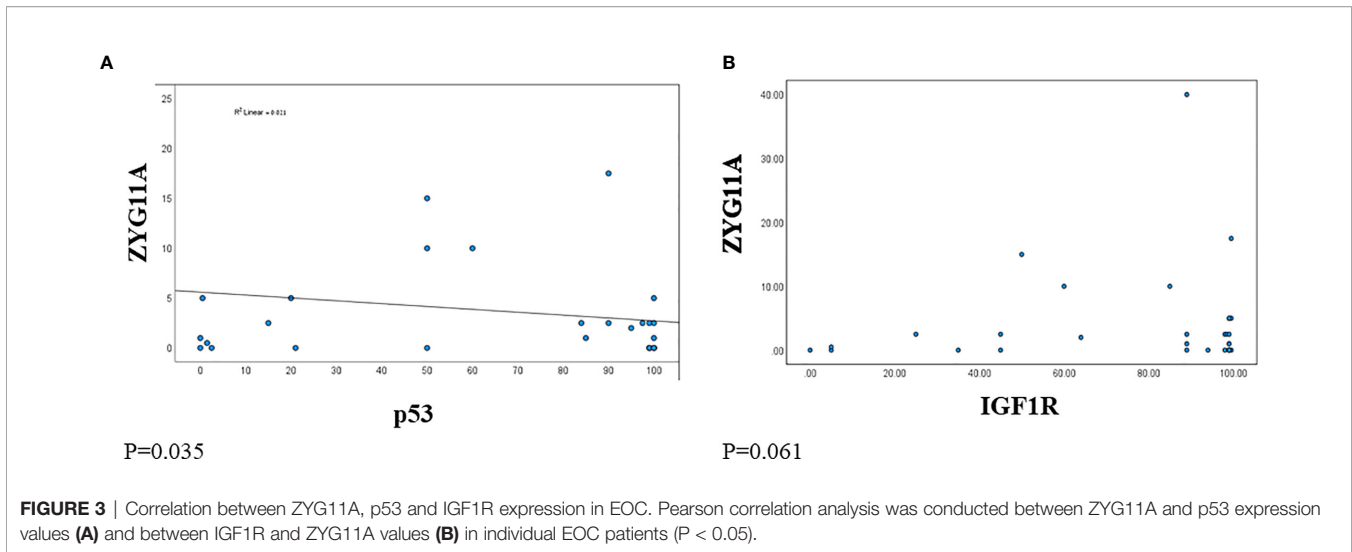 A
ZYG11A
25
20
15
10
5
0
R² Linear = 0.021
0 10 20 30 40 50 60 70 80 90 100
p53
P=0.035
B
ZYG11A
40.00
30.00
20.00
10.00
.00
.00 20.00 40.00 60.00 80.00 100.00
IGF1R
P=0.061
FIGURE 3 | Correlation between ZYG11A, p53 and IGF1R expression in EOC. Pearson correlation analysis was conducted between ZYG11A and p53 expression
values (A) and between IGF1R and ZYG11A values (B) in individual EOC patients (P < 0.05).